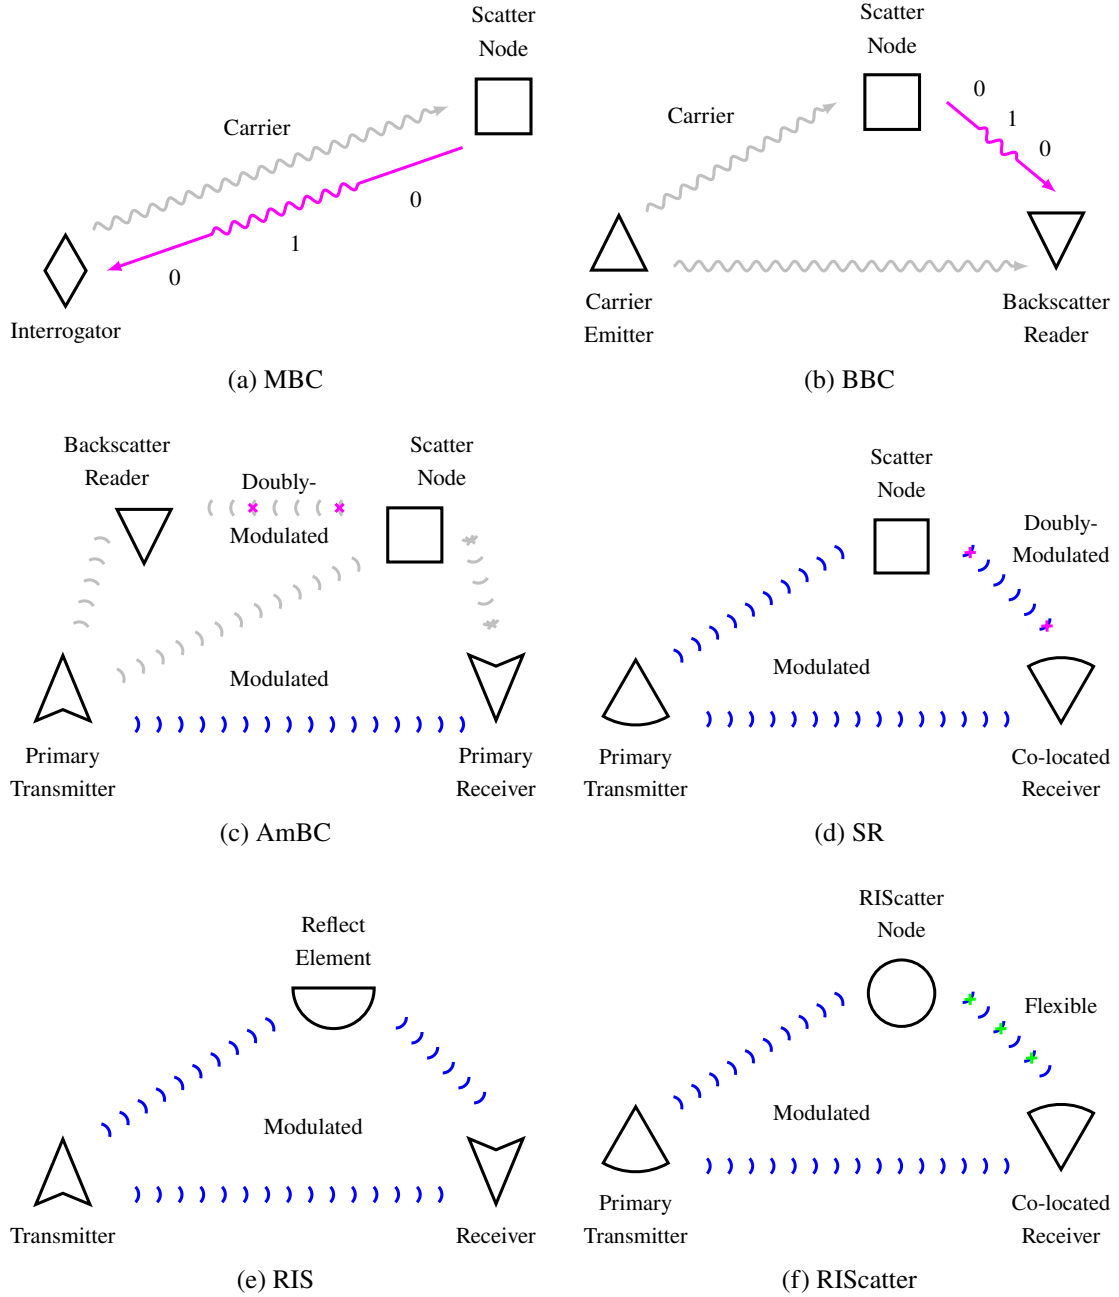 Scatter
Node
Carrier
0
1
0
Interrogator
(a) MBC
Scatter
Node
Carrier
0
1
0
Carrier
Emitter
Backscatter
Reader
(b) BBC
Backscatter
Reader
Scatter
Node
Doubly-
Modulated
Modulated
Primary
Transmitter
Primary
Receiver
(c) AmBC
Scatter
Node
Doubly-
Modulated
Modulated
Primary
Transmitter
Co-located
Receiver
(d) SR
Reflect
Element
Modulated
Transmitter
Receiver
(e) RIS
RIScatter
Node
Flexible
Modulated
Primary
Transmitter
Co-located
Receiver
(f) RIScatter